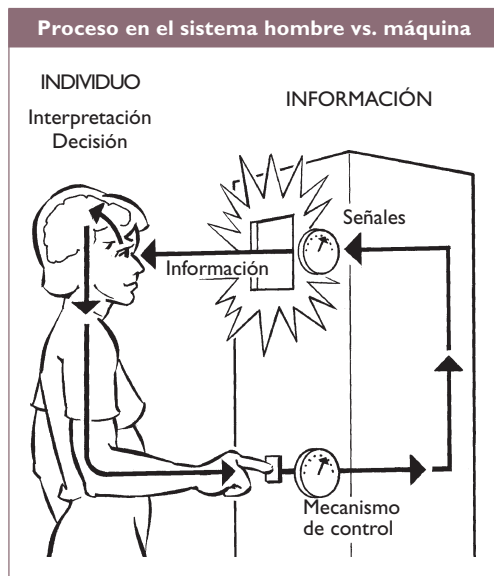 Proceso en el sistema hombre vs. máquina
INDIVIDUO
Interpretación
Decisión
INFORMACIÓN
Señales
Información
Mecanismo
de control